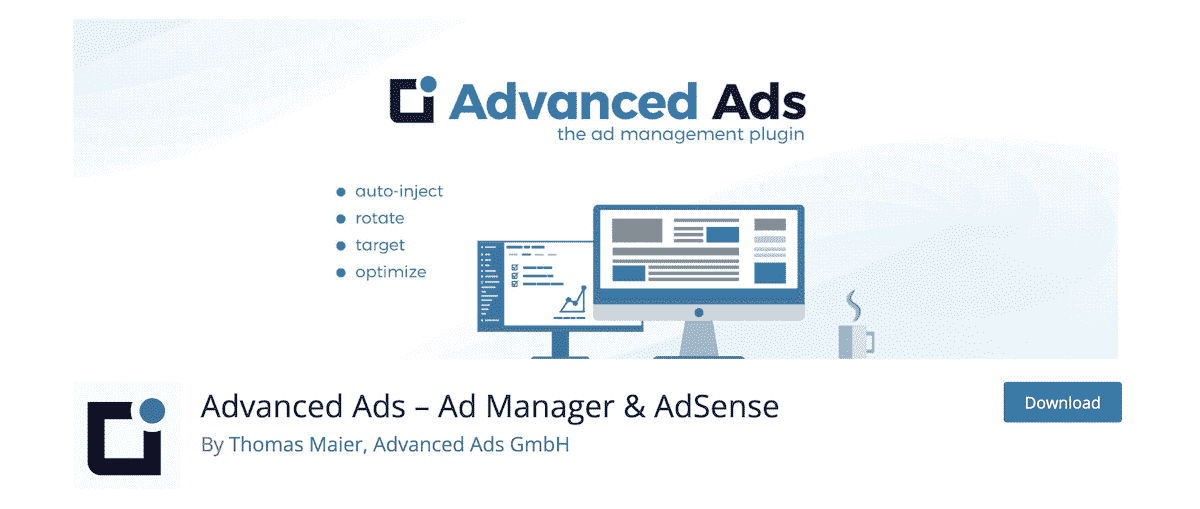 Advanced Ads
the ad management plugin
auto-inject
rotate
target
optimize
Advanced Ads – Ad Manager & AdSense
By Thomas Maier, Advanced Ads GmbH
Download